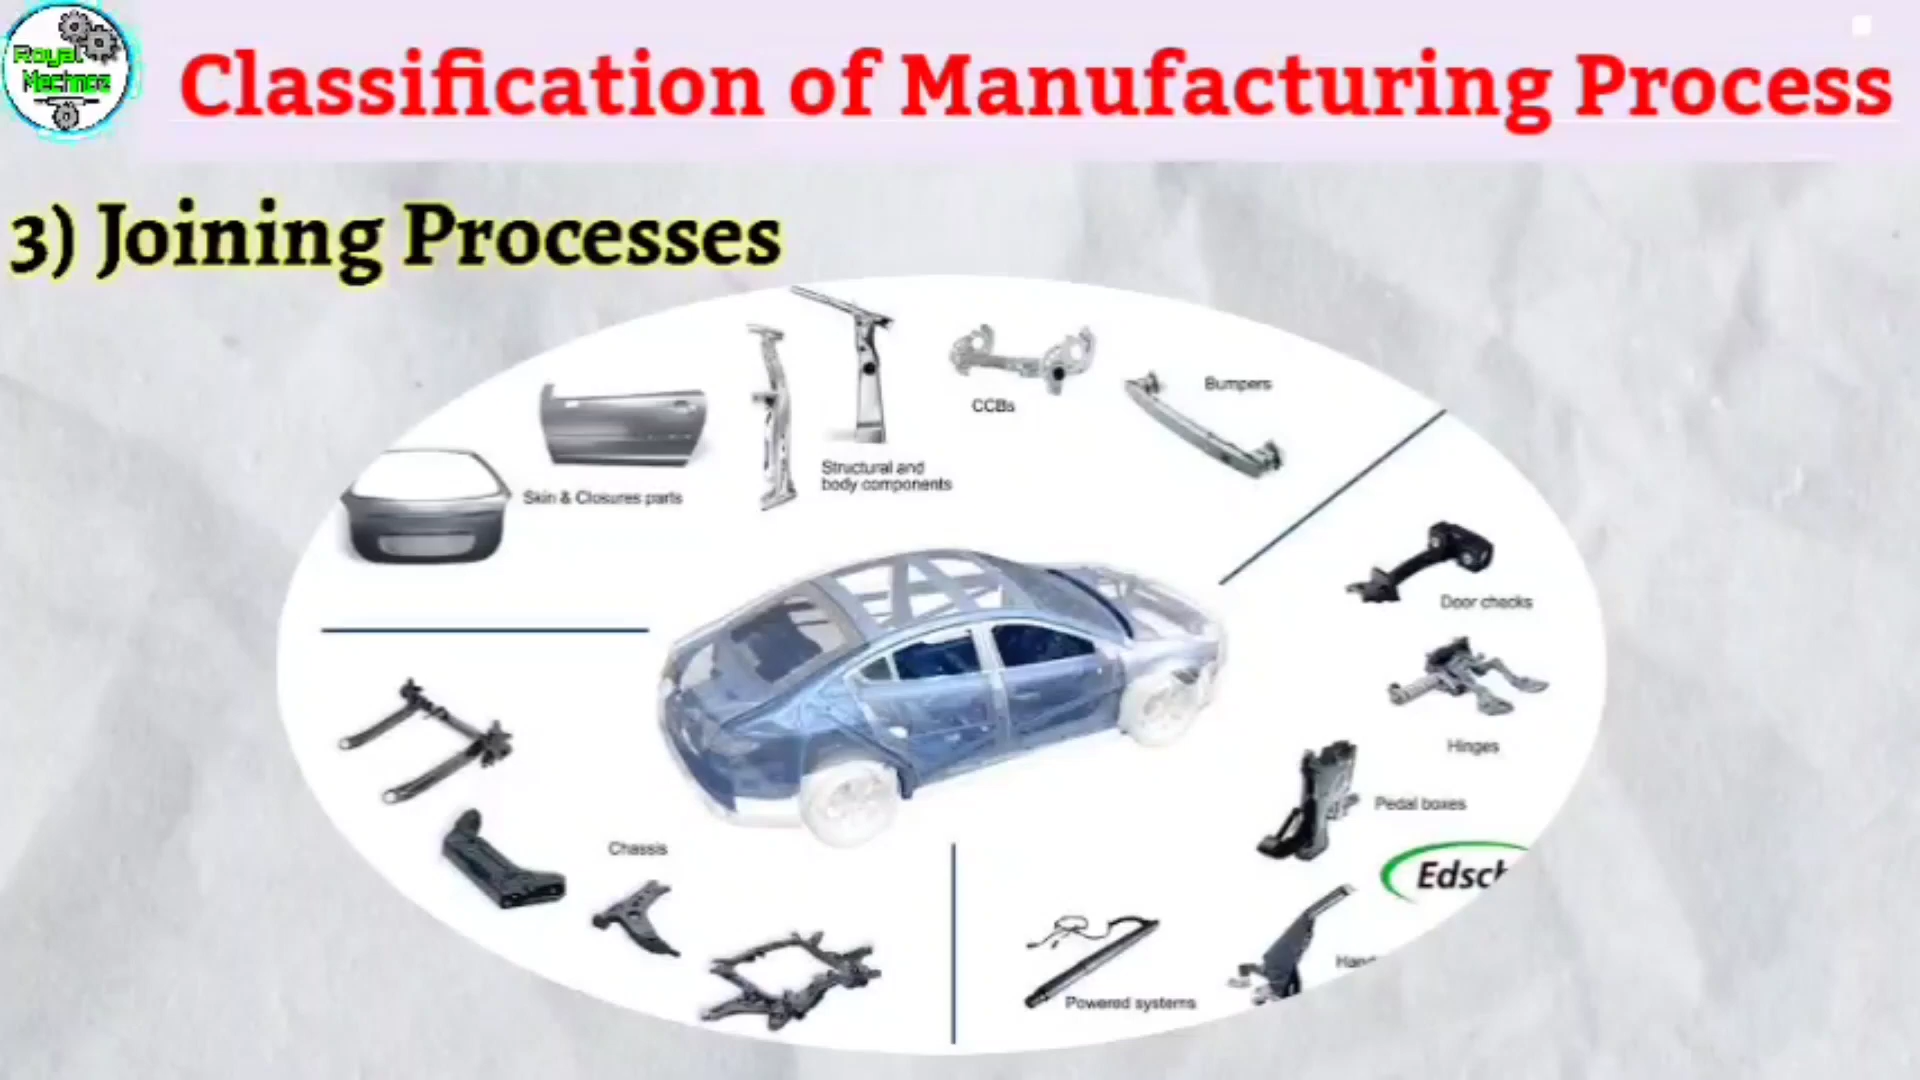 Royal
Mechnoz
Classification of Manufacturing Process
3) Joining Processes
CCBs
Bumpers
Structural and
body components
Skin & Closures parts
Door checks
Hinges
Pedal boxes
Chassis
Powered systems